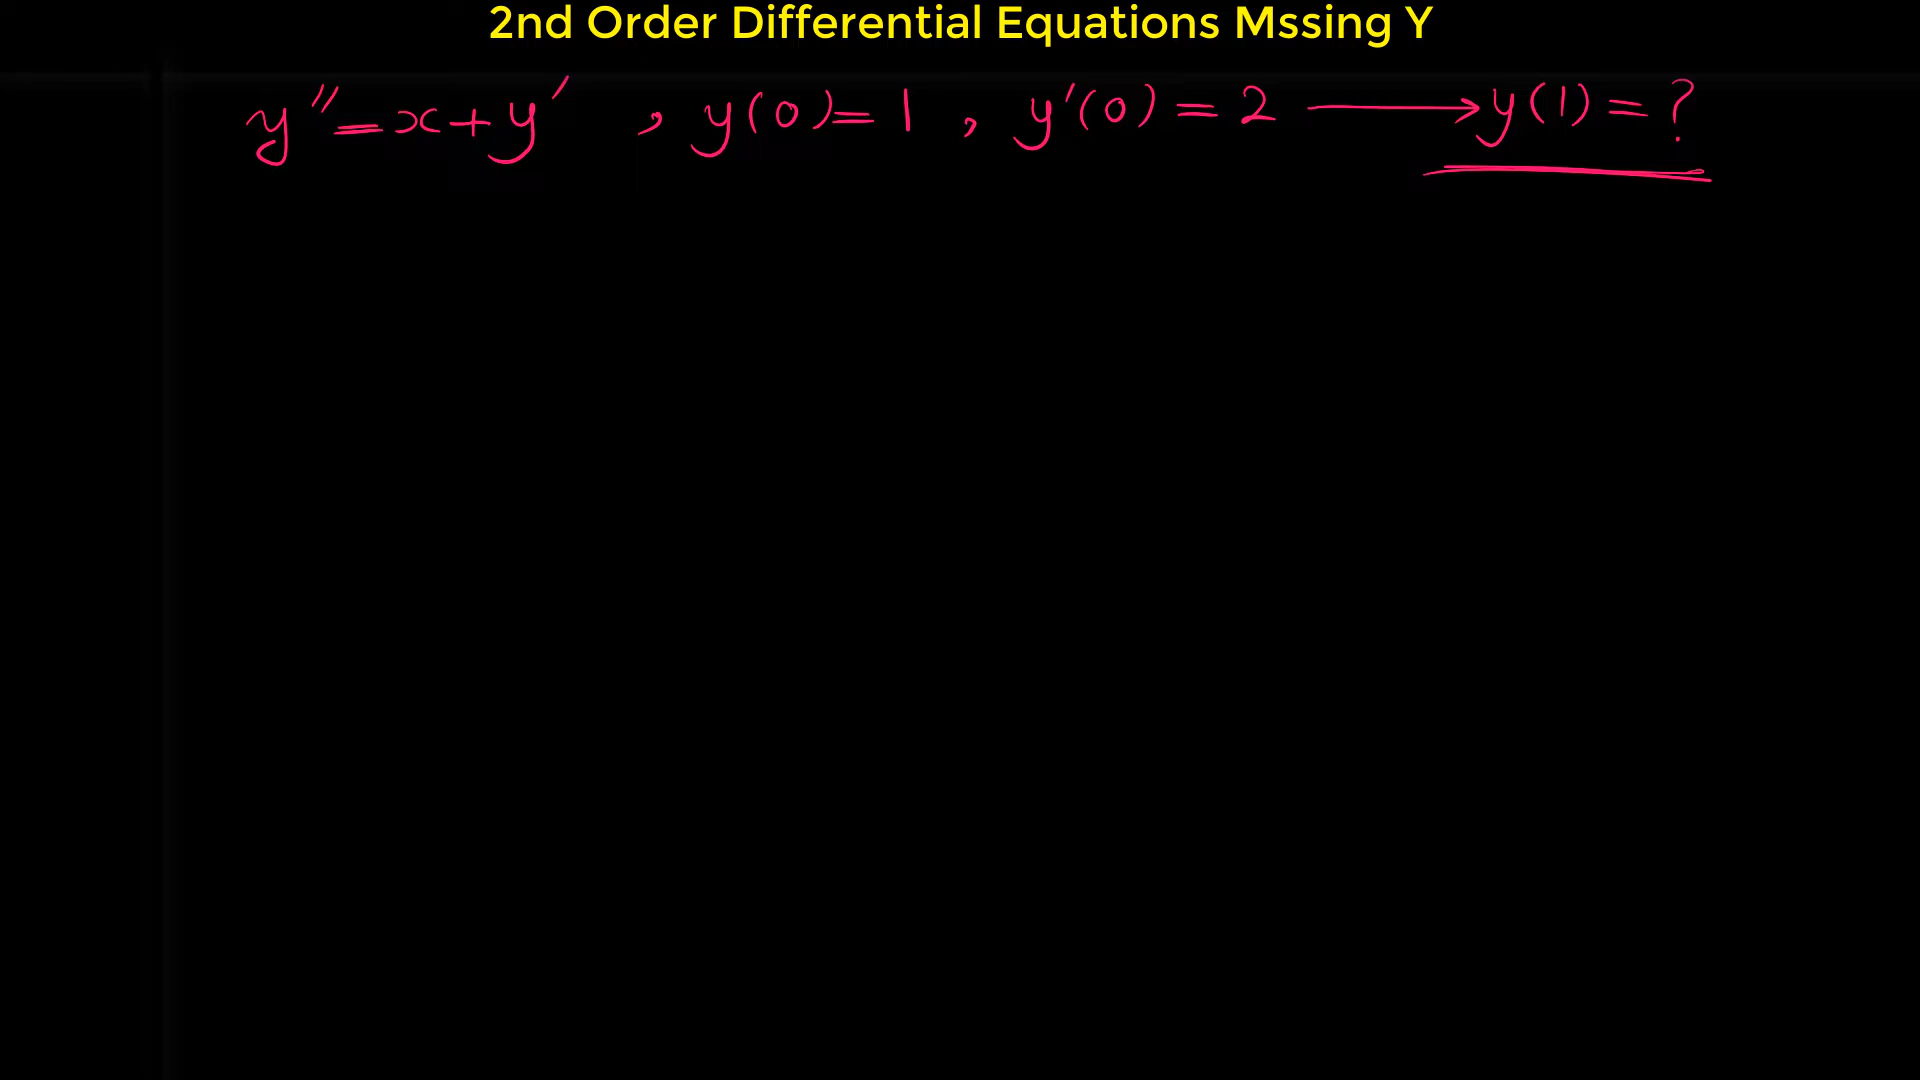 2nd Order Differential Equations Mssing Y
y'' = x + y' , y(0) = 1 , y'(0) = 2 ⟶ y(1) = ?